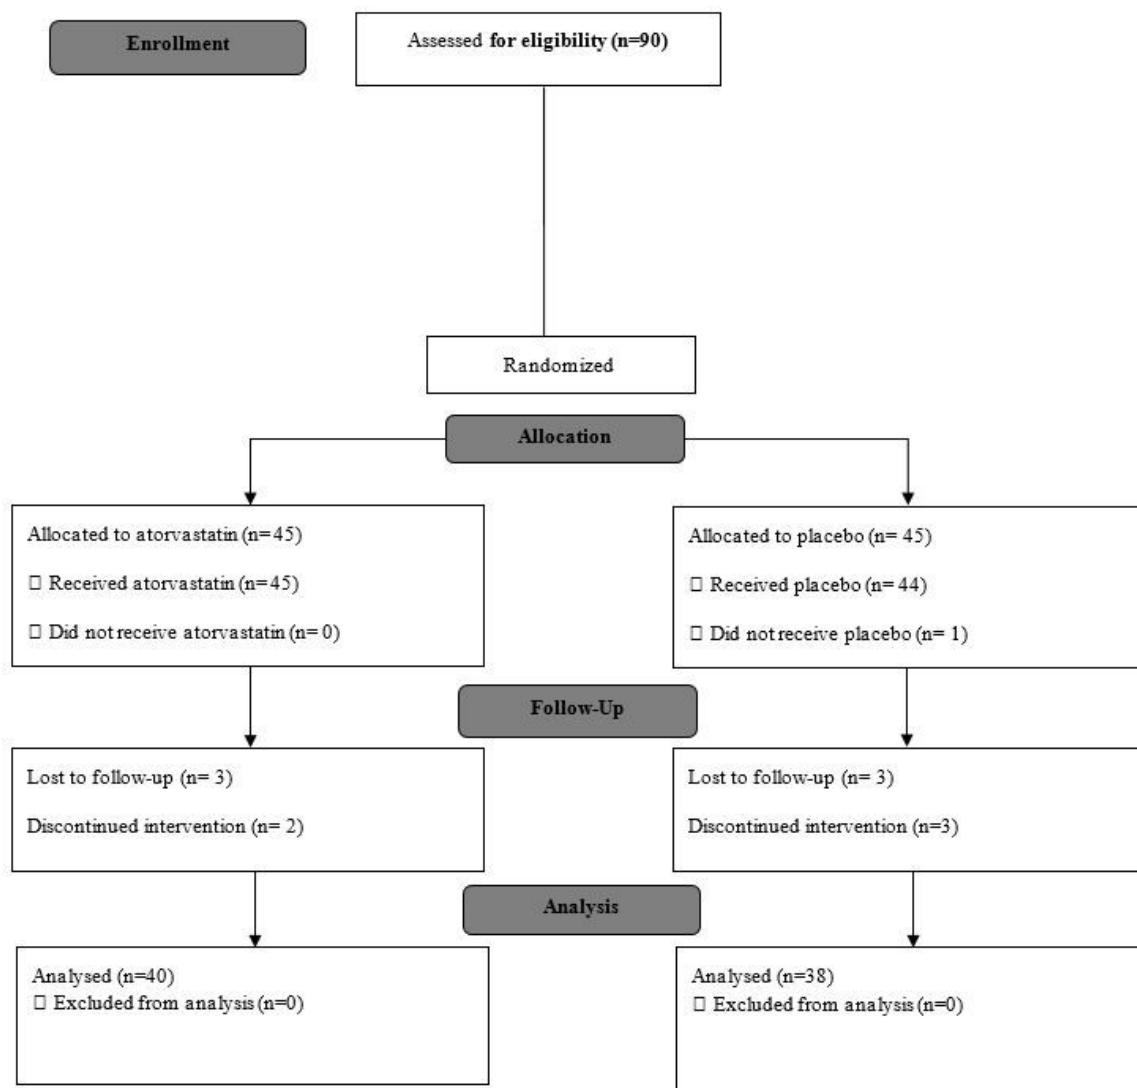 Enrollment
Assessed for eligibility (n=90)
Randomized
Allocation
Allocated to atorvastatin (n= 45)
▯ Received atorvastatin (n= 45)
▯ Did not receive atorvastatin (n= 0)
Allocated to placebo (n= 45)
▯ Received placebo (n= 44)
▯ Did not receive placebo (n= 1)
Follow-Up
Lost to follow-up (n= 3)
Discontinued intervention (n= 2)
Lost to follow-up (n= 3)
Discontinued intervention (n=3)
Analysis
Analysed (n=40)
▯ Excluded from analysis (n=0)
Analysed (n=38)
▯ Excluded from analysis (n=0)